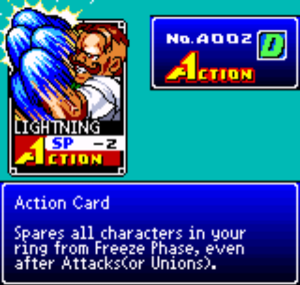 No.A002 D
ACTION
LIGHTNING
SP -2
ACTION
Action Card
Spares all characters in your
ring from Freeze Phase, even
after Attacks(or Unions).